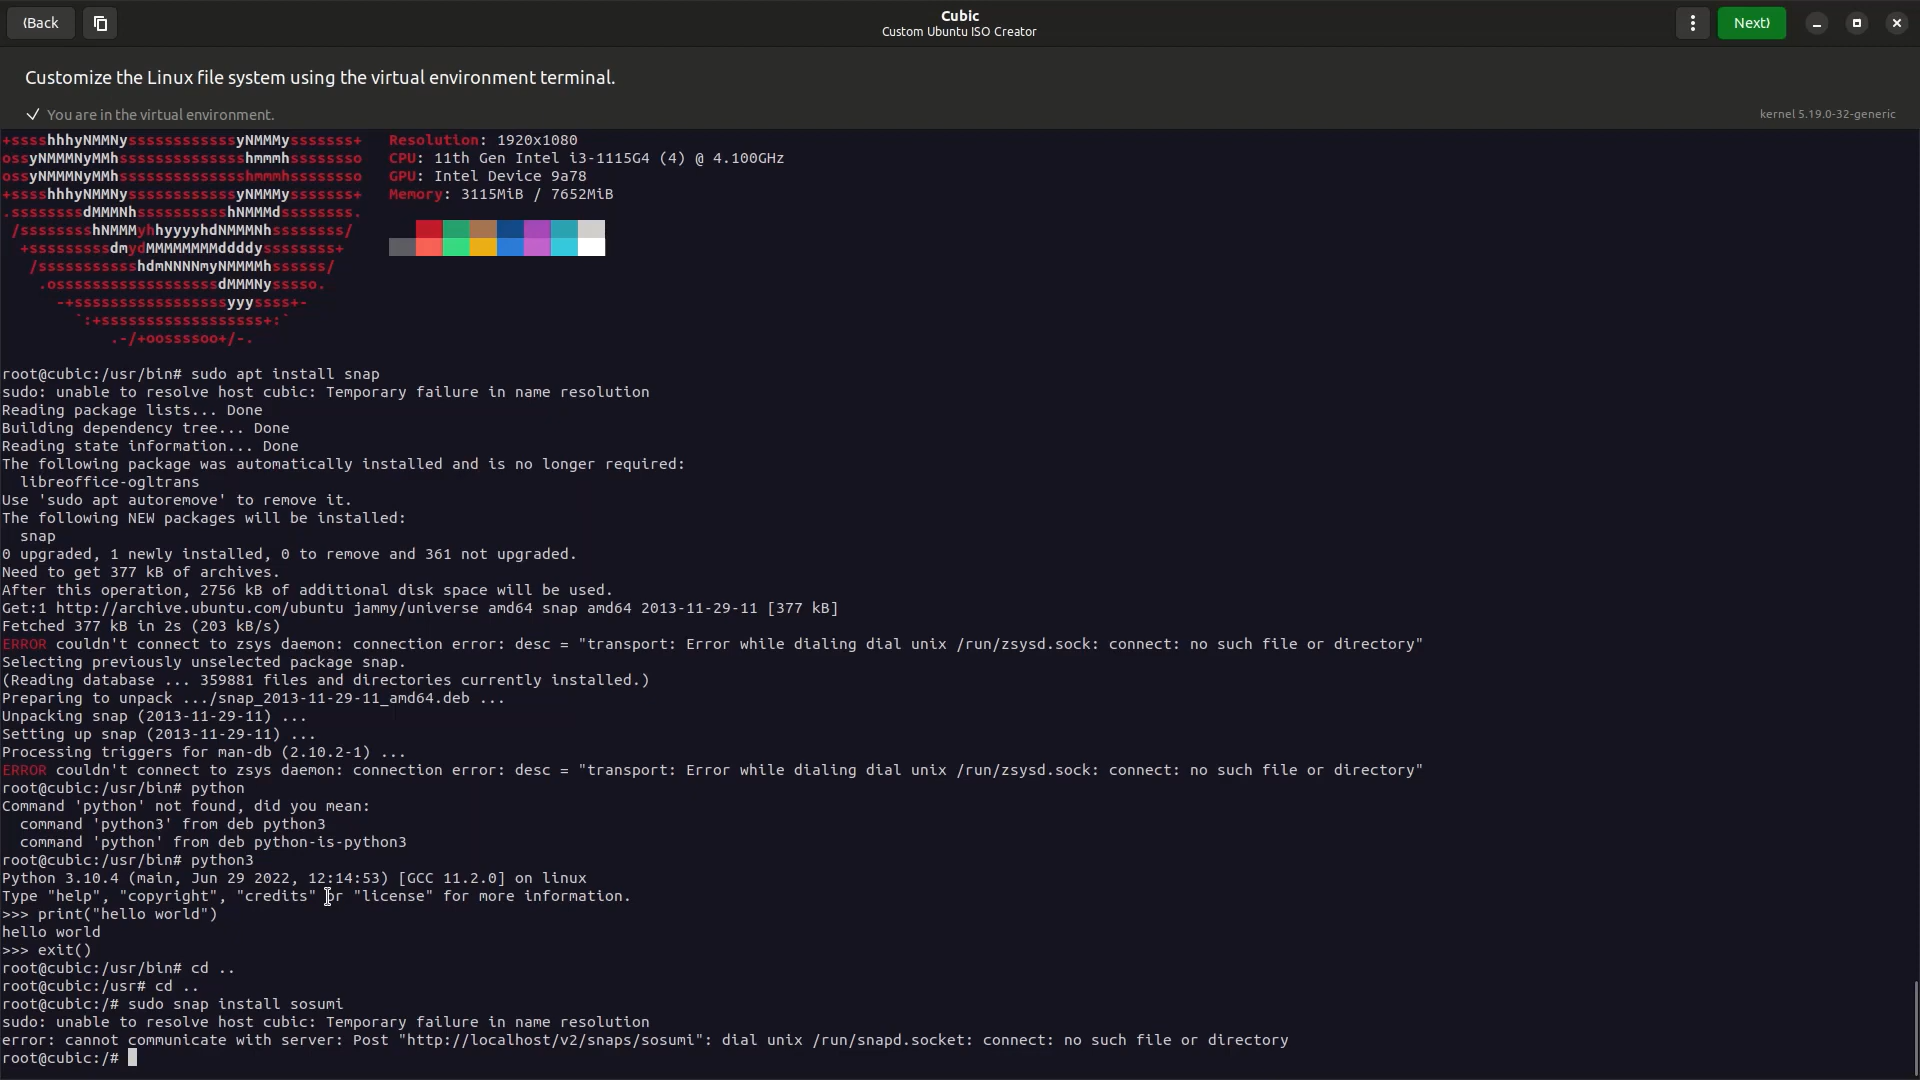 ⟨Back
Cubic
Custom Ubuntu ISO Creator
Next⟩
Customize the Linux file system using the virtual environment terminal.
✓ You are in the virtual environment.
kernel 5.19.0-32-generic
+sssshhhyNMMNyssssssssssssyNMMMysssssss+ Resolution: 1920x1080
ossyNMMMNyMMhsssssssssssssshmmmhssssssso CPU: 11th Gen Intel i3-1115G4 (4) @ 4.100GHz
ossyNMMMNyMMhsssssssssssssshmmmhssssssso GPU: Intel Device 9a78
+sssshhhyNMMNyssssssssssssyNMMMysssssss+ Memory: 3115MiB / 7652MiB
.ssssssssdMMMNhsssssssssshNMMMdssssssss.
/sssssssshNMMMyhhyyyyhdNMMMNhssssssss/
+sssssssssdmydMMMMMMMMddddyssssssss+
/ssssssssssshdmNNNNmyNMMMMhssssss/
.ossssssssssssssssssdMMMNysssso.
-+sssssssssssssssssyyyssss+-
`:+ssssssssssssssssss+:`
.-/+oossssoo+/-.
root@cubic:/usr/bin# sudo apt install snap
sudo: unable to resolve host cubic: Temporary failure in name resolution
Reading package lists... Done
Building dependency tree... Done
Reading state information... Done
The following package was automatically installed and is no longer required:
libreoffice-ogltrans
Use 'sudo apt autoremove' to remove it.
The following NEW packages will be installed:
snap
0 upgraded, 1 newly installed, 0 to remove and 361 not upgraded.
Need to get 377 kB of archives.
After this operation, 2756 kB of additional disk space will be used.
Get:1 http://archive.ubuntu.com/ubuntu jammy/universe amd64 snap amd64 2013-11-29-11 [377 kB]
Fetched 377 kB in 2s (203 kB/s)
ERROR couldn't connect to zsys daemon: connection error: desc = "transport: Error while dialing dial unix /run/zsysd.sock: connect: no such file or directory"
Selecting previously unselected package snap.
(Reading database ... 359881 files and directories currently installed.)
Preparing to unpack .../snap_2013-11-29-11_amd64.deb ...
Unpacking snap (2013-11-29-11) ...
Setting up snap (2013-11-29-11) ...
Processing triggers for man-db (2.10.2-1) ...
ERROR couldn't connect to zsys daemon: connection error: desc = "transport: Error while dialing dial unix /run/zsysd.sock: connect: no such file or directory"
root@cubic:/usr/bin# python
Command 'python' not found, did you mean:
command 'python3' from deb python3
command 'python' from deb python-is-python3
root@cubic:/usr/bin# python3
Python 3.10.4 (main, Jun 29 2022, 12:14:53) [GCC 11.2.0] on linux
Type "help", "copyright", "credits" or "license" for more information.
>>> print("hello world")
hello world
>>> exit()
root@cubic:/usr/bin# cd ..
root@cubic:/usr# cd ..
root@cubic:/# sudo snap install sosumi
sudo: unable to resolve host cubic: Temporary failure in name resolution
error: cannot communicate with server: Post "http://localhost/v2/snaps/sosumi": dial unix /run/snapd.socket: connect: no such file or directory
root@cubic:/#